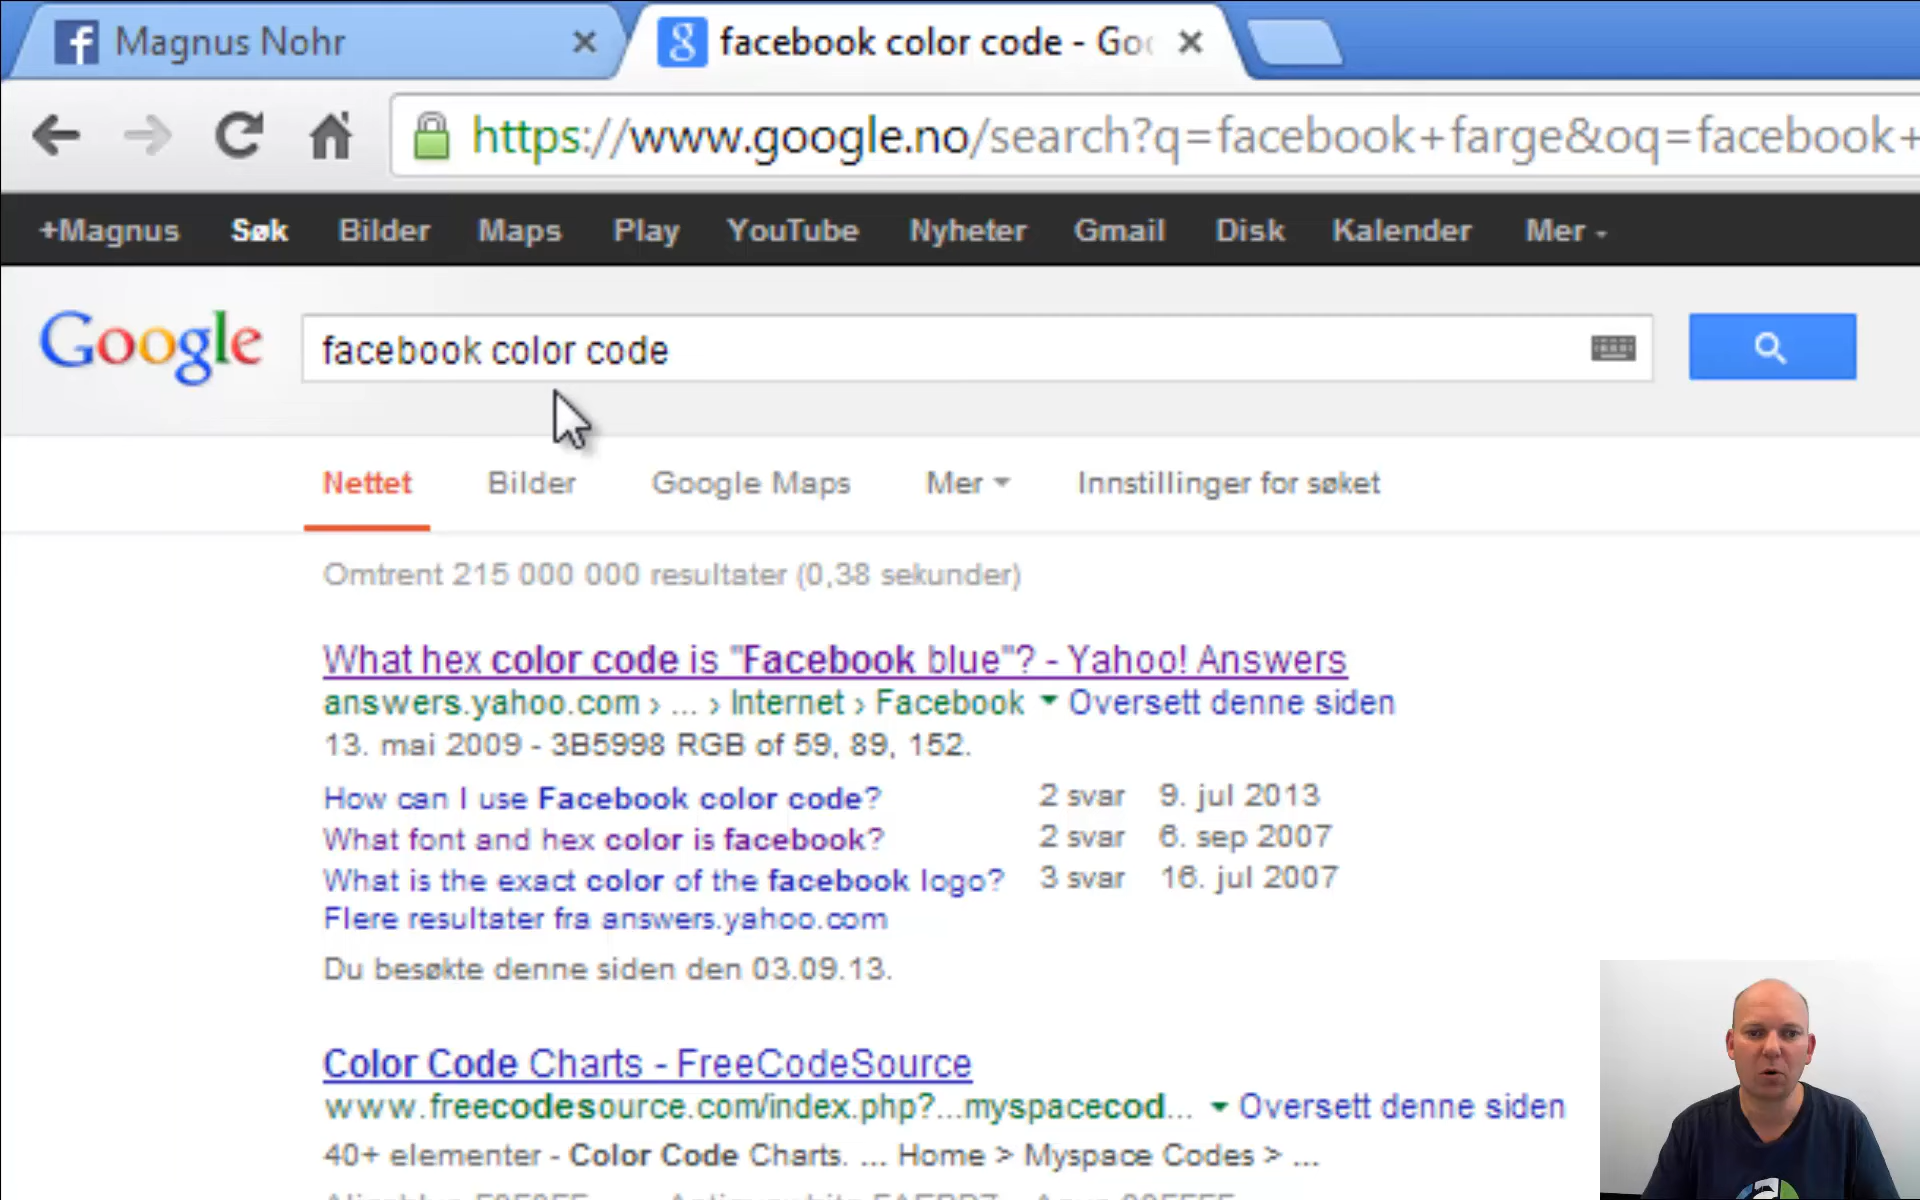 Magnus Nohr
facebook color code - Goo
https://www.google.no/search?q=facebook+farge&oq=facebook+
+Magnus Søk Bilder Maps Play YouTube Nyheter Gmail Disk Kalender Mer
Google facebook color code
Nettet Bilder Google Maps Mer Innstillinger for søket
Omtrent 215 000 000 resultater (0,38 sekunder)
What hex color code is "Facebook blue"? - Yahoo! Answers
answers.yahoo.com › ... › Internet › Facebook Oversett denne siden
13. mai 2009 - 3B5998 RGB of 59, 89, 152.
How can I use Facebook color code? 2 svar 9. jul 2013
What font and hex color is facebook? 2 svar 6. sep 2007
What is the exact color of the facebook logo? 3 svar 16. jul 2007
Flere resultater fra answers.yahoo.com
Du besøkte denne siden den 03.09.13.
Color Code Charts - FreeCodeSource
www.freecodesource.com/index.php?...myspacecod... Oversett denne siden
40+ elementer - Color Code Charts. ... Home > Myspace Codes > ...